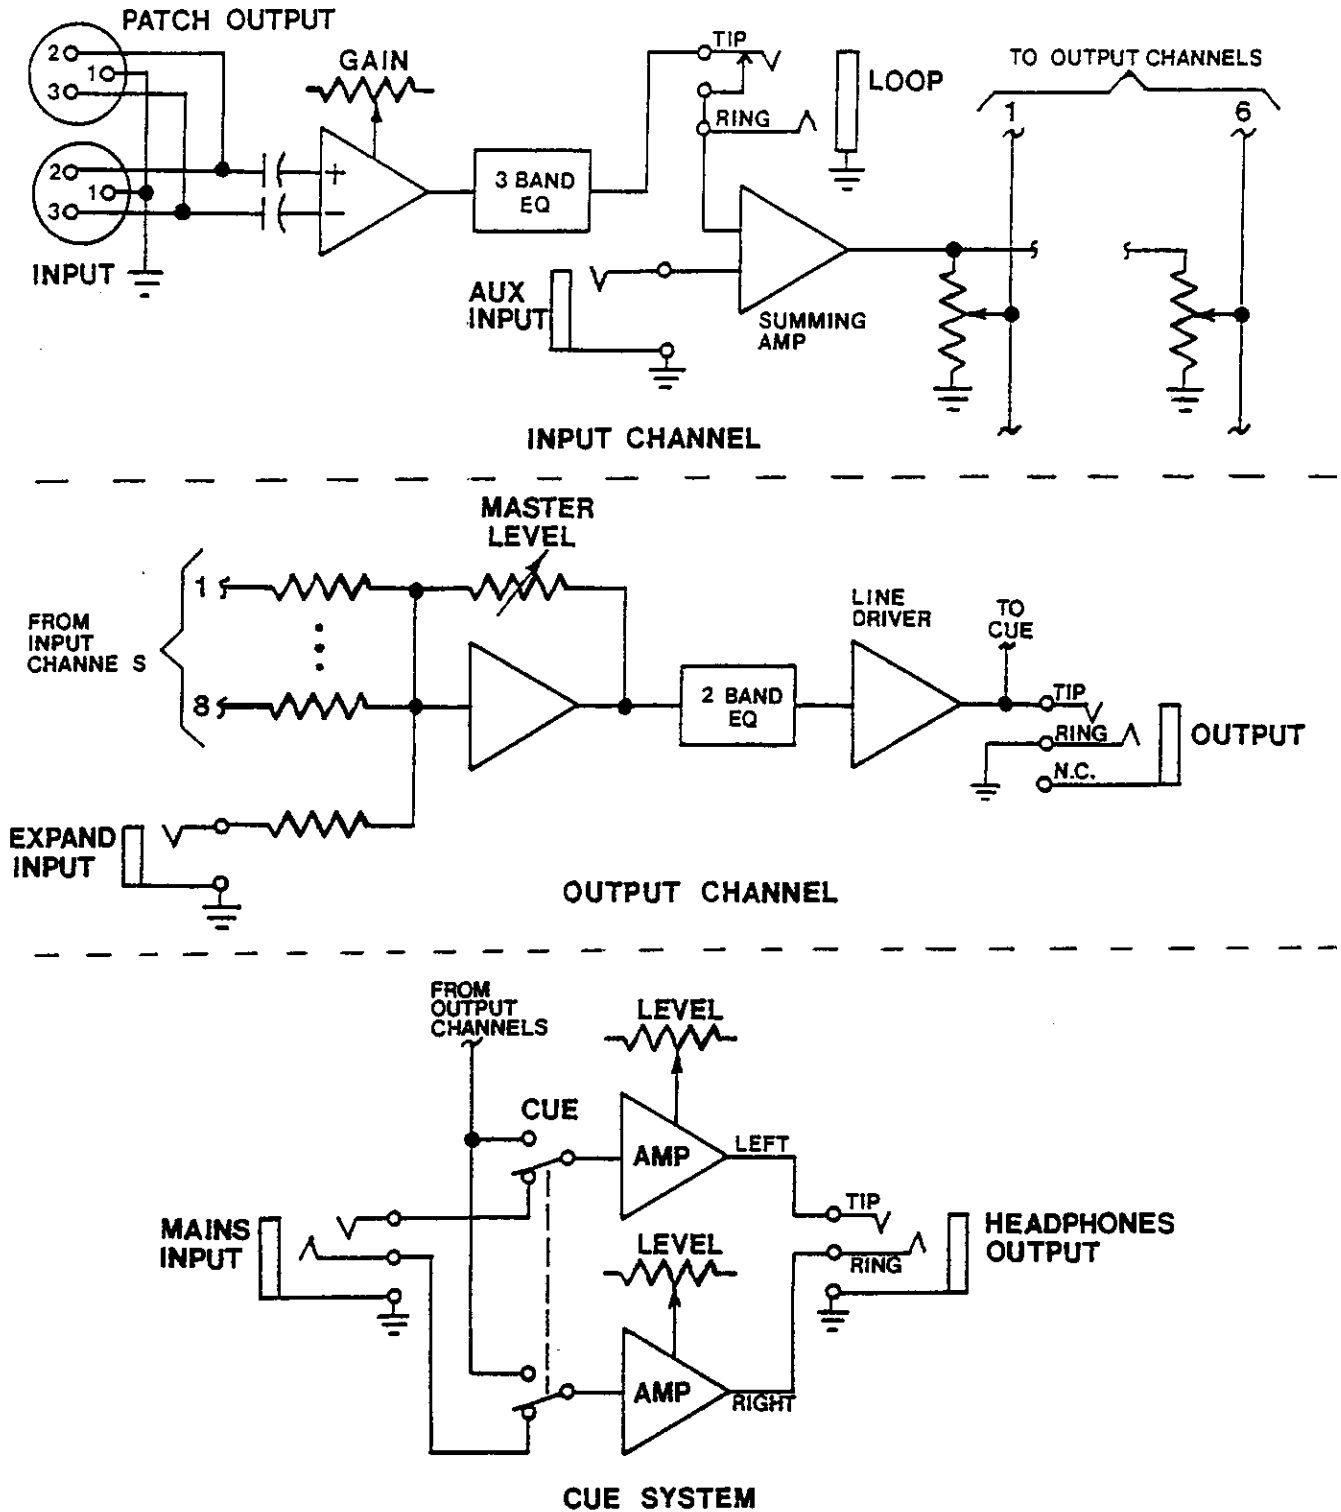 PATCH OUTPUT
2
1
3
GAIN
TIP
LOOP
TO OUTPUT CHANNELS
1
6
RING
2
1
3
+
−
3 BAND
EQ
INPUT
AUX
INPUT
SUMMING
AMP
INPUT CHANNEL
MASTER
LEVEL
1
FROM
INPUT
CHANNE S
8
LINE
DRIVER
TO
CUE
2 BAND
EQ
TIP
RING
N.C.
OUTPUT
EXPAND
INPUT
OUTPUT CHANNEL
FROM
OUTPUT
CHANNELS
LEVEL
CUE
AMP
LEFT
MAINS
INPUT
LEVEL
TIP
RING
HEADPHONES
OUTPUT
AMP
RIGHT
CUE SYSTEM